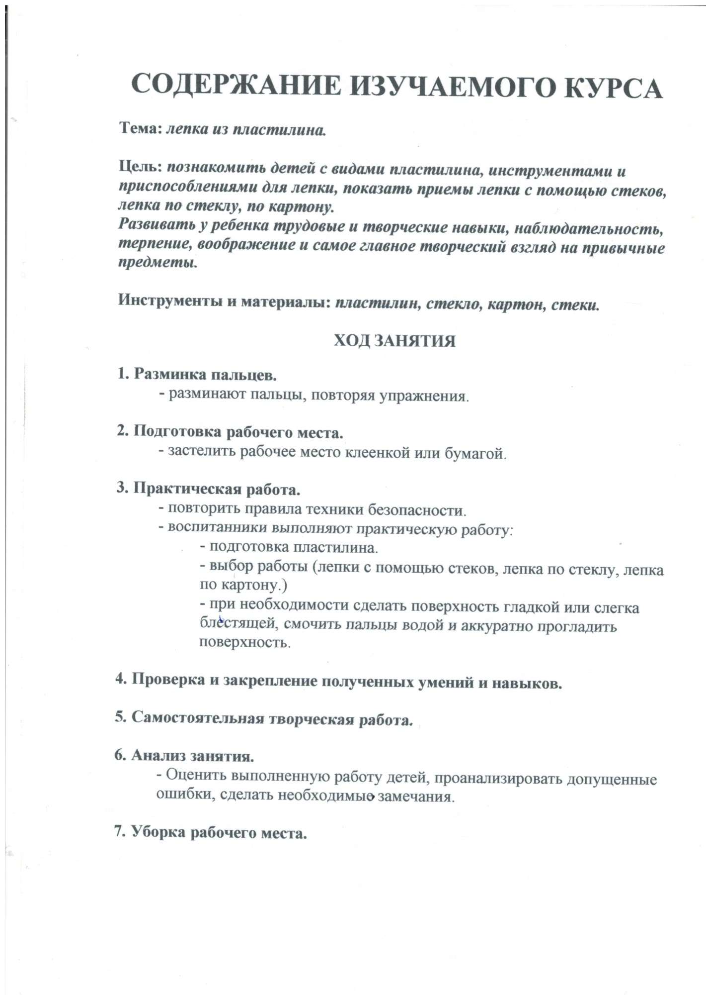 СОДЕРЖАНИЕ ИЗУЧАЕМОГО КУРСА
Тема: лепка из пластилина.
Цель: познакомить детей с видами пластилина, инструментами и
приспособлениями для лепки, показать приемы лепки с помощью стеков,
лепка по стеклу, по картону.
Развивать у ребенка трудовые и творческие навыки, наблюдательность,
терпение, воображение и самое главное творческий взгляд на привычные
предметы.
Инструменты и материалы: пластилин, стекло, картон, стеки.
ХОД ЗАНЯТИЯ
1. Разминка пальцев.
- разминают пальцы, повторяя упражнения.
2. Подготовка рабочего места.
- застелить рабочее место клеенкой или бумагой.
3. Практическая работа.
- повторить правила техники безопасности.
- воспитанники выполняют практическую работу:
- подготовка пластилина.
- выбор работы (лепки с помощью стеков, лепка по стеклу, лепка
по картону.)
- при необходимости сделать поверхность гладкой или слегка
блестящей, смочить пальцы водой и аккуратно прогладить
поверхность.
4. Проверка и закрепление полученных умений и навыков.
5. Самостоятельная творческая работа.
6. Анализ занятия.
- Оценить выполненную работу детей, проанализировать допущенные
ошибки, сделать необходимые замечания.
7. Уборка рабочего места.